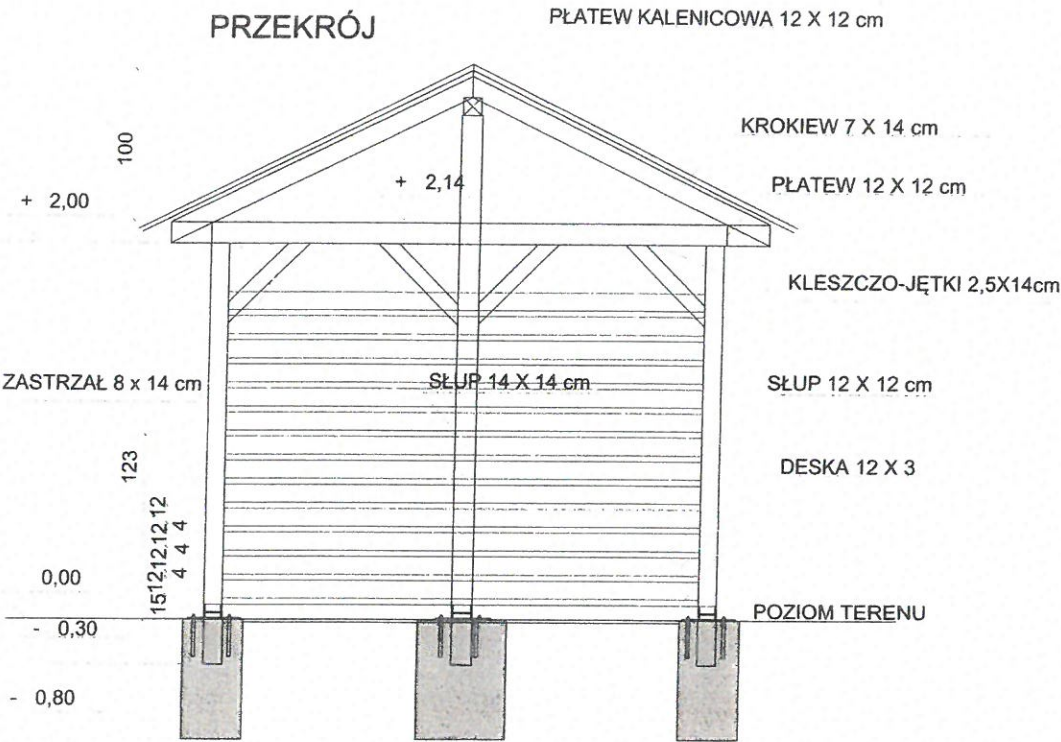 PRZEKRÓJ
PŁATEW KALENICOWA 12 X 12 cm
100
KROKIEW 7 X 14 cm
+ 2,14
PŁATEW 12 X 12 cm
+ 2,00
KLESZCZO-JĘTKI 2,5X14cm
ZASTRZAŁ 8 x 14 cm
SŁUP 14 X 14 cm
SŁUP 12 X 12 cm
123
DESKA 12 X 3
15 12 12 12 12
4 4 4
0,00
POZIOM TERENU
- 0,30
- 0,80